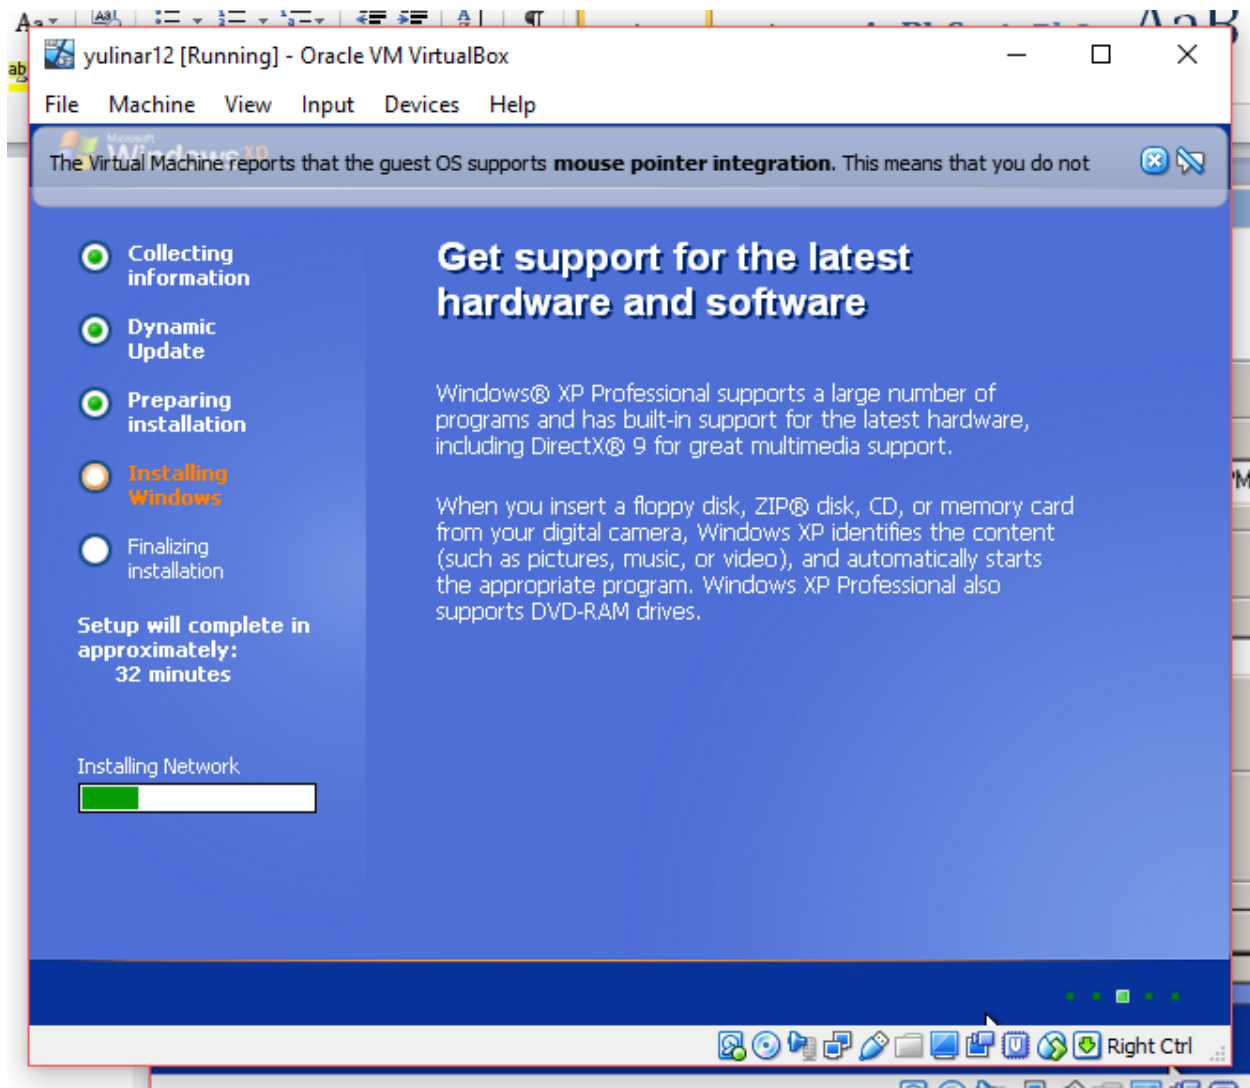 yulinar12 [Running] - Oracle VM VirtualBox
File Machine View Input Devices Help
Microsoft
Windows xp
The Virtual Machine reports that the guest OS supports mouse pointer integration. This means that you do not
Collecting
information
Dynamic
Update
Preparing
installation
Installing
Windows
Finalizing
installation
Setup will complete in
approximately:
32 minutes
Installing Network
Get support for the latest
hardware and software
Windows® XP Professional supports a large number of
programs and has built-in support for the latest hardware,
including DirectX® 9 for great multimedia support.
When you insert a floppy disk, ZIP® disk, CD, or memory card
from your digital camera, Windows XP identifies the content
(such as pictures, music, or video), and automatically starts
the appropriate program. Windows XP Professional also
supports DVD-RAM drives.
Right Ctrl